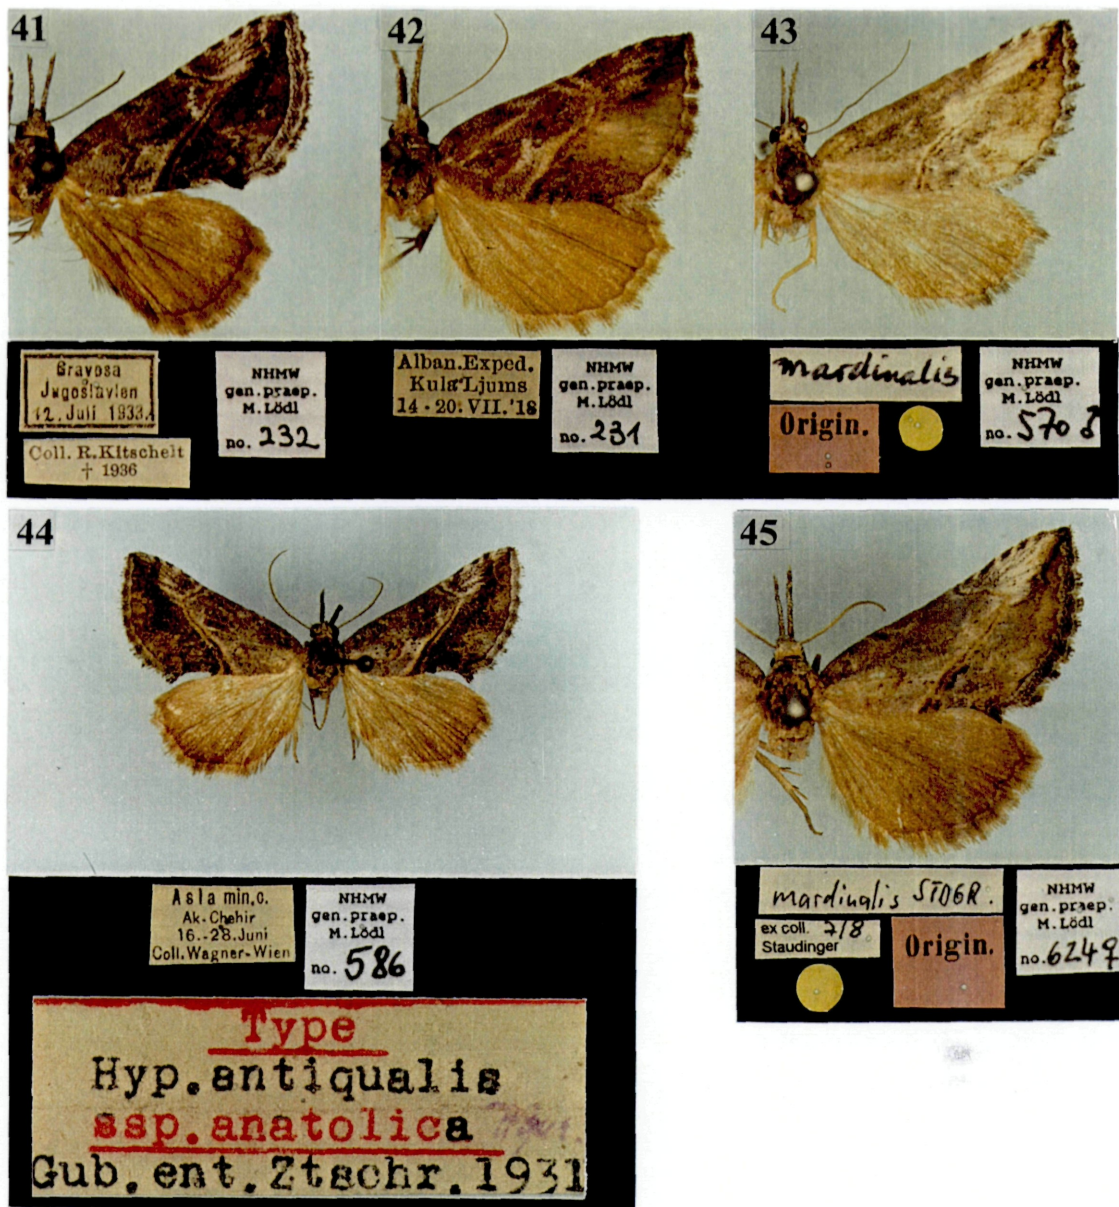 41
42
43
Gravosa
Jugoslavien
12. Juli 1933.
Coll. R.Kitschelt
† 1936
NHMW
gen.praep.
M.Lödl
no. 232
Alban.Exped.
Kula Ljums
14-20.VII.'18
NHMW
gen.praep.
M.Lödl
no. 231
mardinalis
Origin.
NHMW
gen.praep.
M.Lödl
no. 570 ♂
44
45
Asia min.c.
Ak-Chehir
16.-28.Juni
Coll.Wagner-Wien
NHMW
gen.praep.
M.Lödl
no. 586
Type
Hyp.antiqualis
ssp.anatolica
Gub.ent.Ztschr.1931
mardinalis STDGR.
ex coll. 7/8
Staudinger
Origin.
NHMW
gen.praep.
M.Lödl
no. 624♀